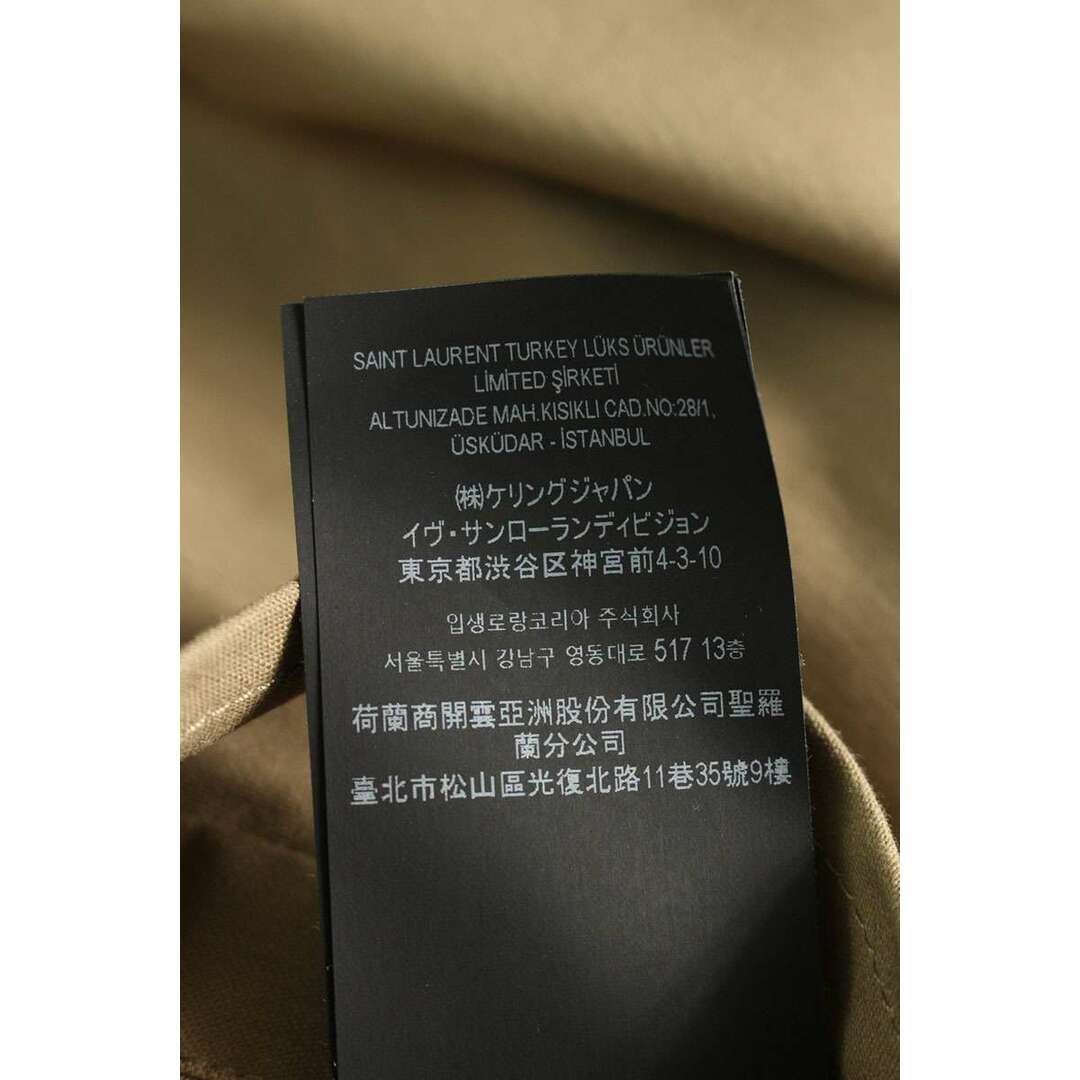 SAINT LAURENT TURKEY LÜKS ÜRÜNLER
LİMİTED ŞİRKETİ
ALTUNIZADE MAH.KISIKLI CAD.NO:28/1,
ÜSKÜDAR - İSTANBUL
㈱ケリングジャパン
イヴ・サンローランディビジョン
東京都渋谷区神宮前4-3-10
입생로랑코리아 주식회사
서울특별시 강남구 영동대로 517 13층
荷蘭商開雲亞洲股份有限公司聖羅
蘭分公司
臺北市松山區光復北路11巷35號9樓